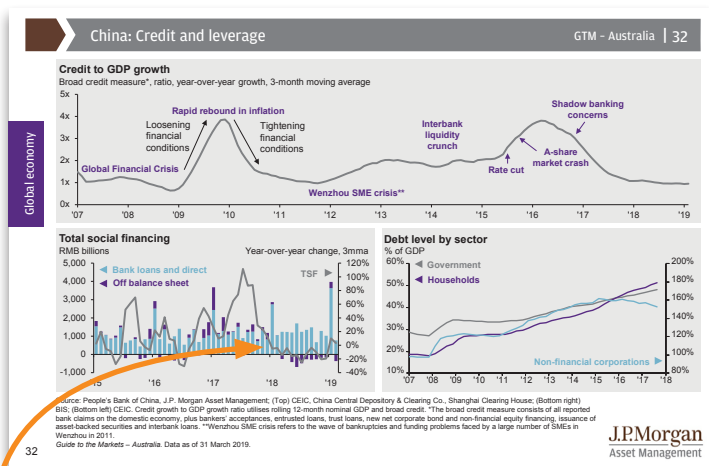 China: Credit and leverage
GTM – Australia | 32
Global economy
Credit to GDP growth
Broad credit measure*, ratio, year-over-year growth, 3-month moving average
5x
4x
3x
2x
1x
0x
Rapid rebound in inflation
Loosening
financial
conditions
Tightening
financial
conditions
Global Financial Crisis
Wenzhou SME crisis**
Interbank
liquidity
crunch
Rate cut
A-share
market crash
Shadow banking
concerns
'07 '08 '09 '10 '11 '12 '13 '14 '15 '16 '17 '18 '19
Total social financing
RMB billions
Year-over-year change, 3mma
Bank loans and direct
Off balance sheet
TSF
5,000
4,000
3,000
2,000
1,000
0
-1,000
120%
100%
80%
60%
40%
20%
0%
-20%
-40%
'15 '16 '17 '18 '19
Debt level by sector
% of GDP
Government
Households
Non-financial corporations
60%
50%
40%
30%
20%
10%
200%
180%
160%
140%
120%
100%
80%
'07 '08 '09 '10 '11 '12 '13 '14 '15 '16 '17 '18
Source: People's Bank of China, J.P. Morgan Asset Management; (Top) CEIC, China Central Depository & Clearing Co., Shanghai Clearing House; (Bottom right)
BIS; (Bottom left) CEIC. Credit growth to GDP growth ratio utilises rolling 12-month nominal GDP and broad credit. *The broad credit measure consists of all reported
bank claims on the domestic economy, plus bankers' acceptances, entrusted loans, trust loans, new net corporate bond and non-financial equity financing, issuance of
asset-backed securities and interbank loans. **Wenzhou SME crisis refers to the wave of bankruptcies and funding problems faced by a large number of SMEs in
Wenzhou in 2011.
Guide to the Markets – Australia. Data as of 31 March 2019.
32
J.P.Morgan
Asset Management